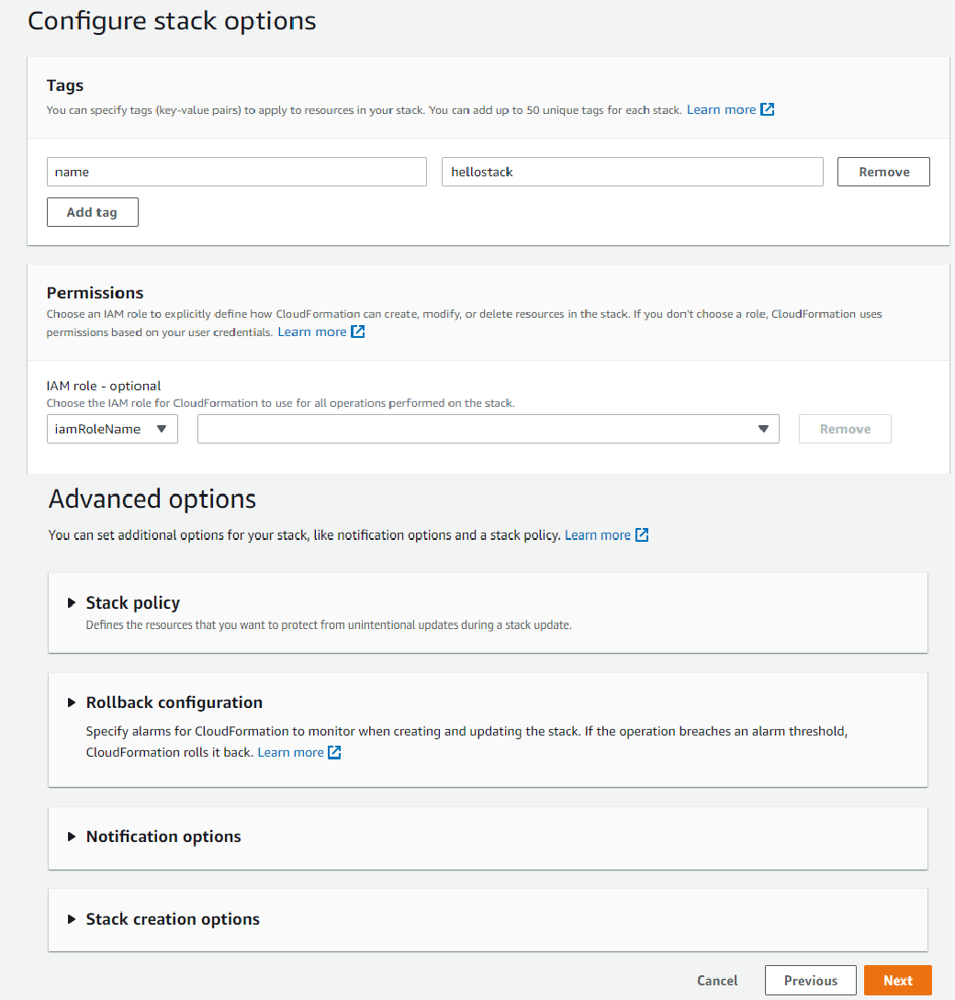 Configure stack options
Tags
You can specify tags (key-value pairs) to apply to resources in your stack. You can add up to 50 unique tags for each stack. Learn more
name hellostack Remove
Add tag
Permissions
Choose an IAM role to explicitly define how CloudFormation can create, modify, or delete resources in the stack. If you don't choose a role, CloudFormation uses
permissions based on your user credentials. Learn more
IAM role - optional
Choose the IAM role for CloudFormation to use for all operations performed on the stack.
iamRoleName Remove
Advanced options
You can set additional options for your stack, like notification options and a stack policy. Learn more
Stack policy
Defines the resources that you want to protect from unintentional updates during a stack update.
Rollback configuration
Specify alarms for CloudFormation to monitor when creating and updating the stack. If the operation breaches an alarm threshold,
CloudFormation rolls it back. Learn more
Notification options
Stack creation options
Cancel Previous Next